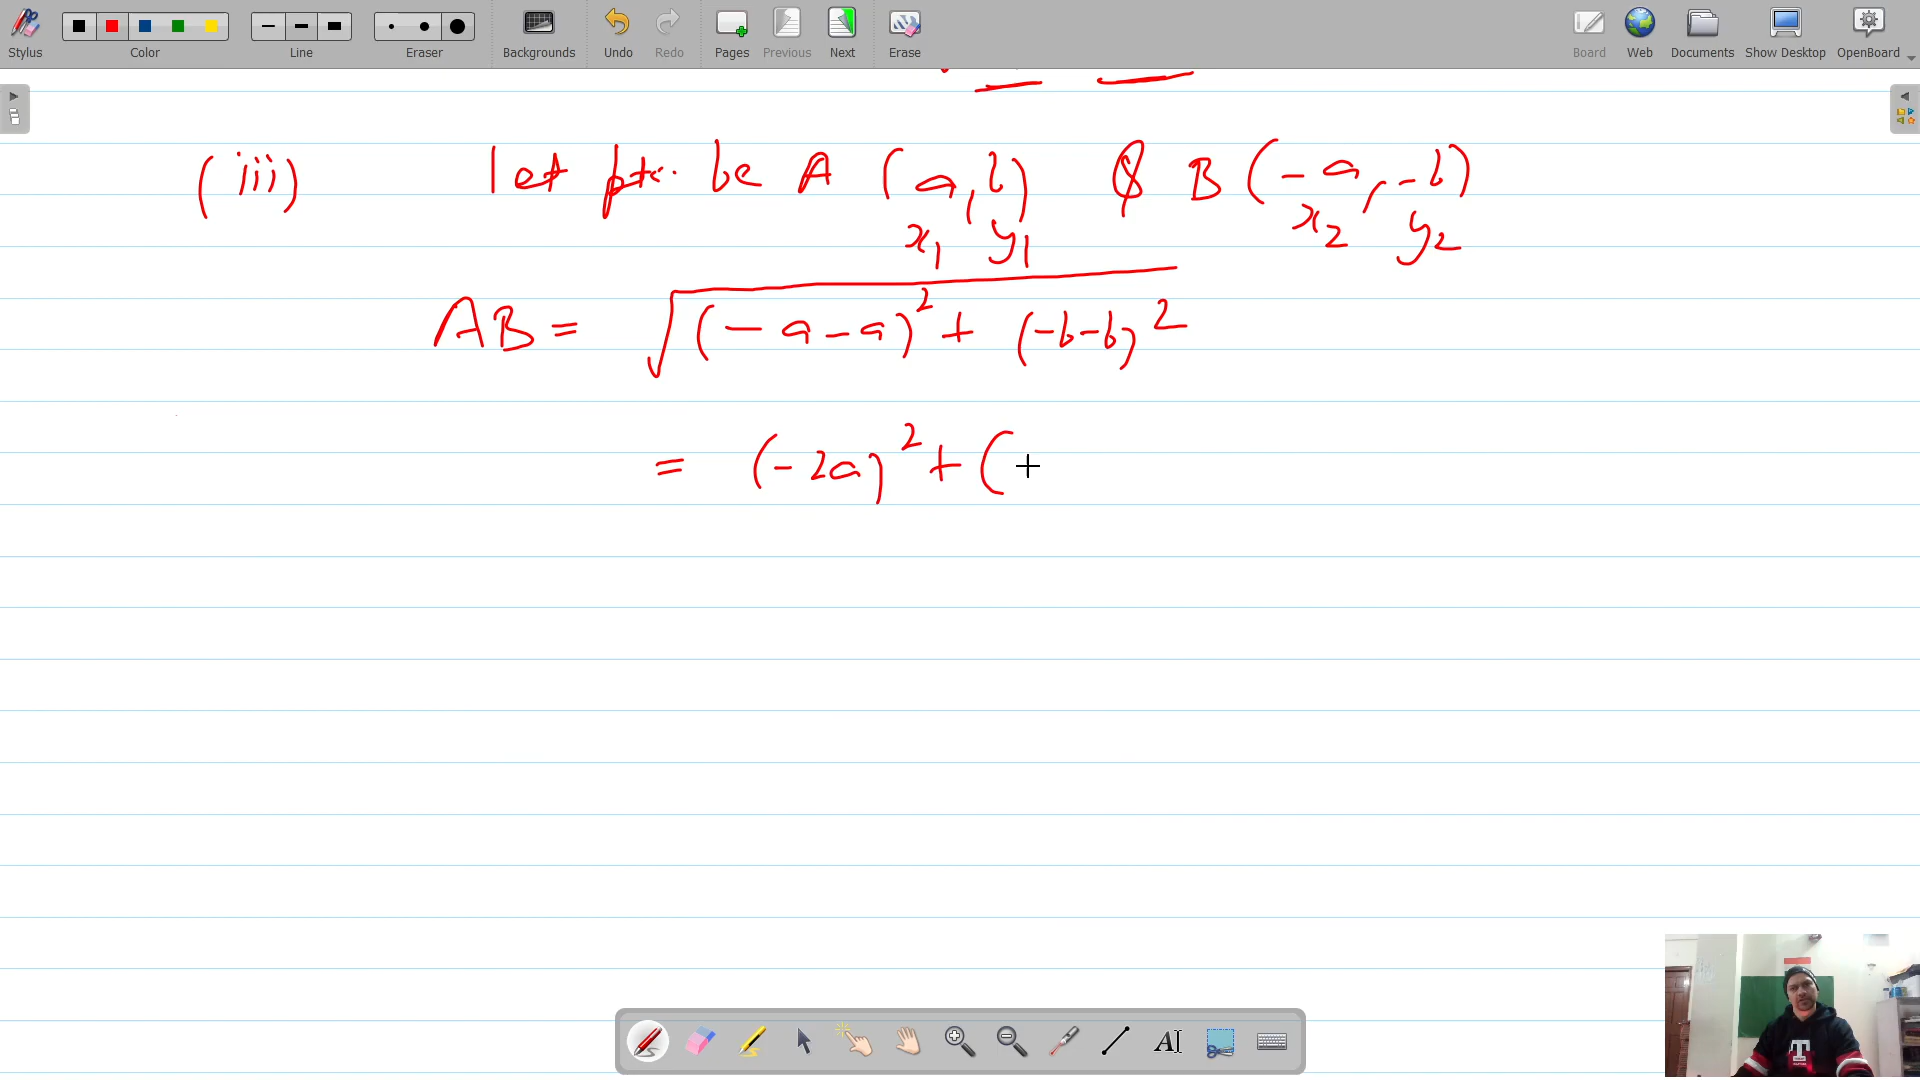 Stylus Color Line Eraser Backgrounds Undo Redo Pages Previous Next Erase Board Web Documents Show Desktop OpenBoard
(iii) let pts. be A (a, b) & B (-a, -b)
x₁ y₁ x₂ y₂
AB = √(-a-a)² + (-b-b)²
= (-2a)² + (